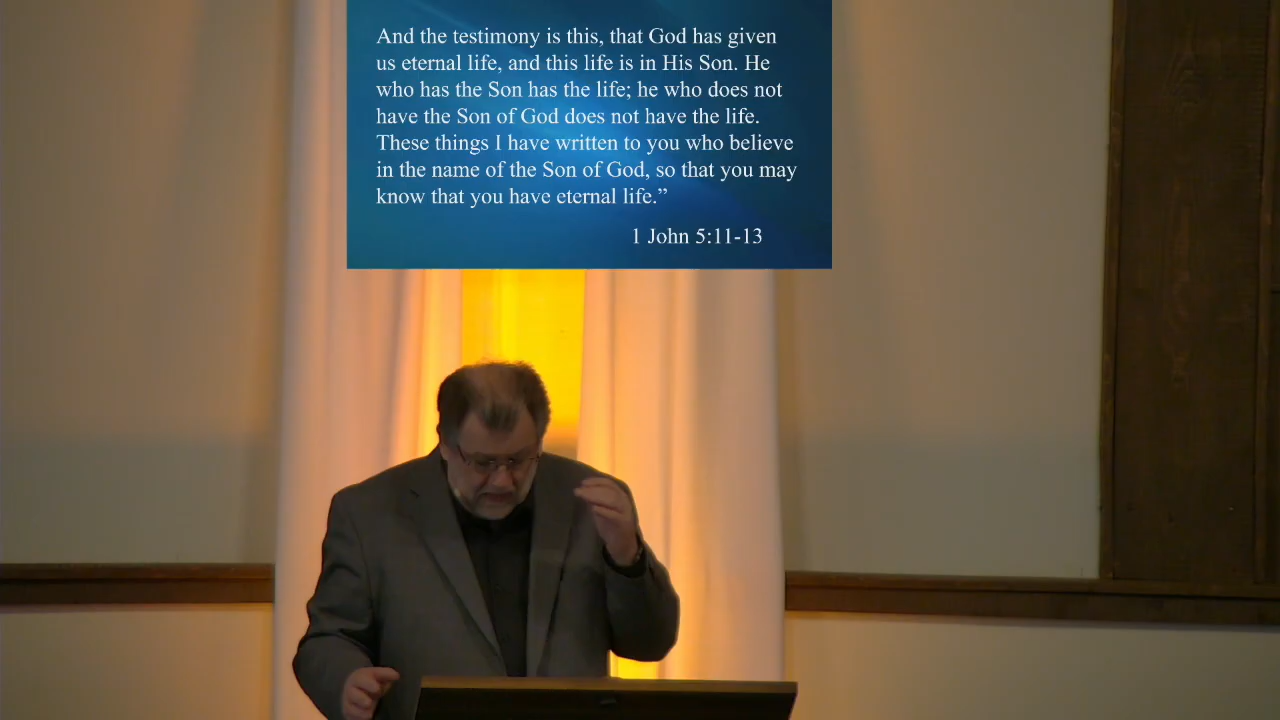 And the testimony is this, that God has given
us eternal life, and this life is in His Son. He
who has the Son has the life; he who does not
have the Son of God does not have the life.
These things I have written to you who believe
in the name of the Son of God, so that you may
know that you have eternal life.”
1 John 5:11-13